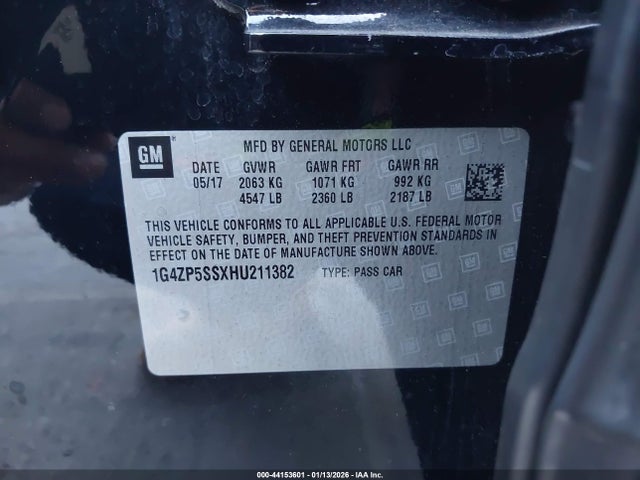 GM
MFD BY GENERAL MOTORS LLC
DATE GVWR GAWR FRT GAWR RR
05/17 2063 KG 1071 KG 992 KG
4547 LB 2360 LB 2187 LB
THIS VEHICLE CONFORMS TO ALL APPLICABLE U.S. FEDERAL MOTOR
VEHICLE SAFETY, BUMPER, AND THEFT PREVENTION STANDARDS IN
EFFECT ON THE DATE OF MANUFACTURE SHOWN ABOVE.
1G4ZP5SSXHU211382 TYPE: PASS CAR
000-44153601 - 01/13/2026 - IAA Inc.